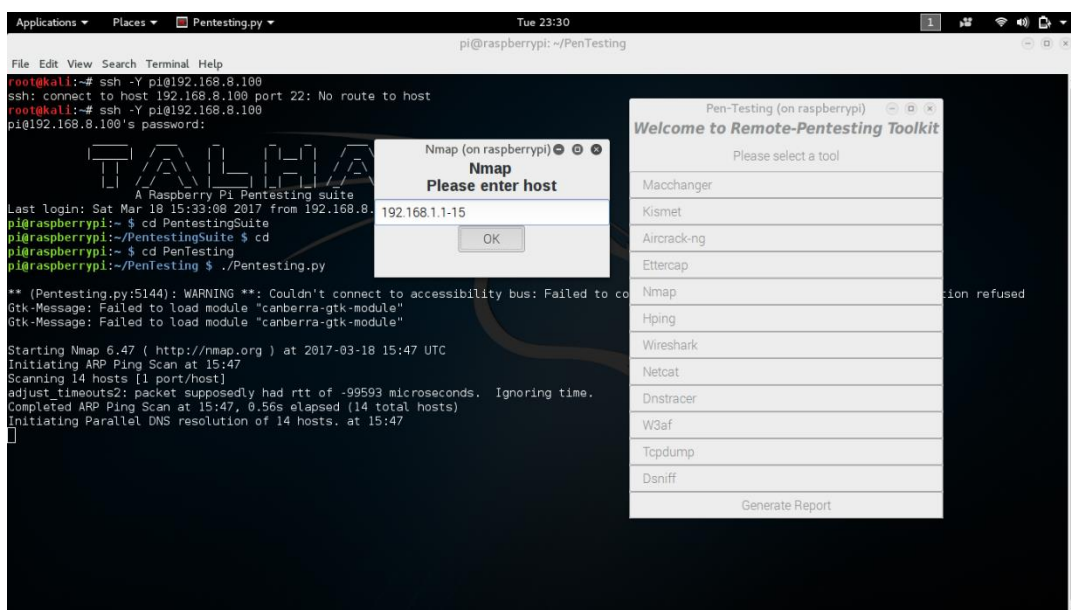 Applications ▾ Places ▾ Pentesting.py ▾ Tue 23:30 1
pi@raspberrypi: ~/PenTesting
File Edit View Search Terminal Help
root@kali:~# ssh -Y pi@192.168.8.100
ssh: connect to host 192.168.8.100 port 22: No route to host
root@kali:~# ssh -Y pi@192.168.8.100
pi@192.168.8.100's password:
TALHA
A Raspberry Pi Pentesting suite
Last login: Sat Mar 18 15:33:08 2017 from 192.168.8.
pi@raspberrypi:~ $ cd PentestingSuite
pi@raspberrypi:~/PentestingSuite $ cd
pi@raspberrypi:~ $ cd PenTesting
pi@raspberrypi:~/PenTesting $ ./Pentesting.py
** (Pentesting.py:5144): WARNING **: Couldn't connect to accessibility bus: Failed to co
ion refused
Gtk-Message: Failed to load module "canberra-gtk-module"
Gtk-Message: Failed to load module "canberra-gtk-module"
Starting Nmap 6.47 ( http://nmap.org ) at 2017-03-18 15:47 UTC
Initiating ARP Ping Scan at 15:47
Scanning 14 hosts [1 port/host]
adjust_timeouts2: packet supposedly had rtt of -99593 microseconds. Ignoring time.
Completed ARP Ping Scan at 15:47, 0.56s elapsed (14 total hosts)
Initiating Parallel DNS resolution of 14 hosts. at 15:47
Nmap (on raspberrypi)
Nmap
Please enter host
192.168.1.1-15
OK
Pen-Testing (on raspberrypi)
Welcome to Remote-Pentesting Toolkit
Please select a tool
Macchanger
Kismet
Aircrack-ng
Ettercap
Nmap
Hping
Wireshark
Netcat
Dnstracer
W3af
Tcpdump
Dsniff
Generate Report